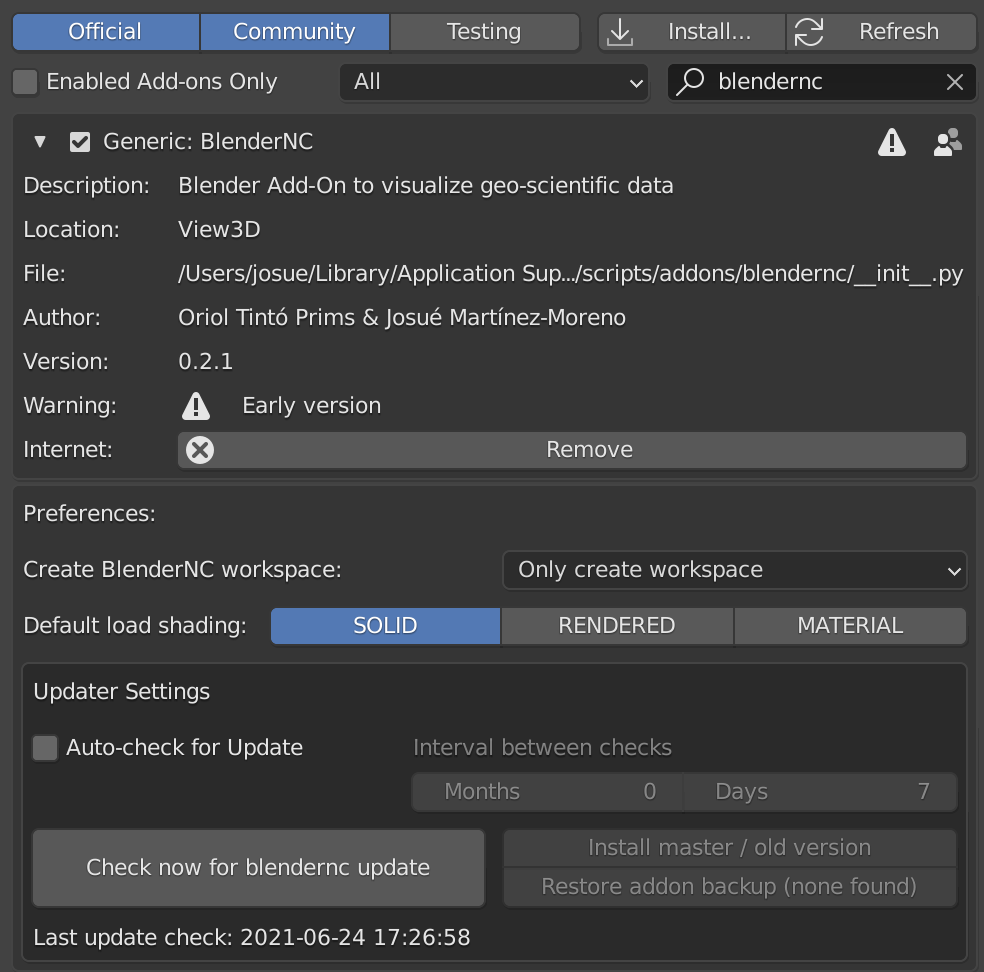 Official Community Testing Install... Refresh
Enabled Add-ons Only All blendernc
Generic: BlenderNC
Description: Blender Add-On to visualize geo-scientific data
Location: View3D
File: /Users/josue/Library/Application Sup.../scripts/addons/blendernc/__init__.py
Author: Oriol Tintó Prims & Josué Martínez-Moreno
Version: 0.2.1
Warning: Early version
Internet: Remove
Preferences:
Create BlenderNC workspace: Only create workspace
Default load shading: SOLID RENDERED MATERIAL
Updater Settings
Auto-check for Update Interval between checks
Months 0 Days 7
Check now for blendernc update
Install master / old version
Restore addon backup (none found)
Last update check: 2021-06-24 17:26:58